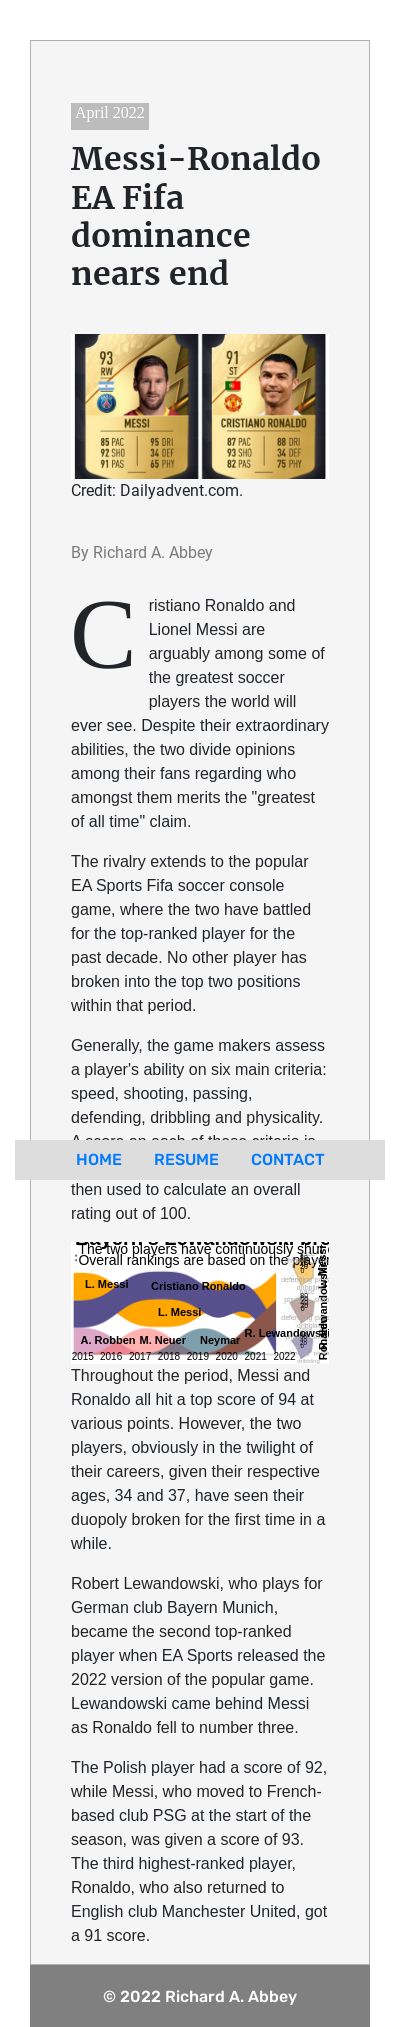 April 2022
Messi-Ronaldo
EA Fifa
dominance
nears end
93
RW
MESSI
85 PAC 95 DRI
92 SHO 34 DEF
91 PAS 65 PHY
91
ST
CRISTIANO RONALDO
87 PAC 88 DRI
93 SHO 34 DEF
82 PAS 75 PHY
Credit: Dailyadvent.com.
By Richard A. Abbey
Cristiano Ronaldo and
Lionel Messi are
arguably among some of
the greatest soccer
players the world will
ever see. Despite their extraordinary
abilities, the two divide opinions
among their fans regarding who
amongst them merits the "greatest
of all time" claim.
The rivalry extends to the popular
EA Sports Fifa soccer console
game, where the two have battled
for the top-ranked player for the
past decade. No other player has
broken into the top two positions
within that period.
Generally, the game makers assess
a player's ability on six main criteria:
speed, shooting, passing,
defending, dribbling and physicality.
A score on each of these criteria is
HOME RESUME CONTACT
then used to calculate an overall
rating out of 100.
The two players have continuously
Overall rankings are based on the player
L. Messi
Cristiano Ronaldo
L. Messi
A. Robben M. Neuer Neymar R. Lewandowski
2015 2016 2017 2018 2019 2020 2021 2022
Throughout the period, Messi and
Ronaldo all hit a top score of 94 at
various points. However, the two
players, obviously in the twilight of
their careers, given their respective
ages, 34 and 37, have seen their
duopoly broken for the first time in a
while.
Robert Lewandowski, who plays for
German club Bayern Munich,
became the second top-ranked
player when EA Sports released the
2022 version of the popular game.
Lewandowski came behind Messi
as Ronaldo fell to number three.
The Polish player had a score of 92,
while Messi, who moved to French-
based club PSG at the start of the
season, was given a score of 93.
The third highest-ranked player,
Ronaldo, who also returned to
English club Manchester United, got
a 91 score.
© 2022 Richard A. Abbey